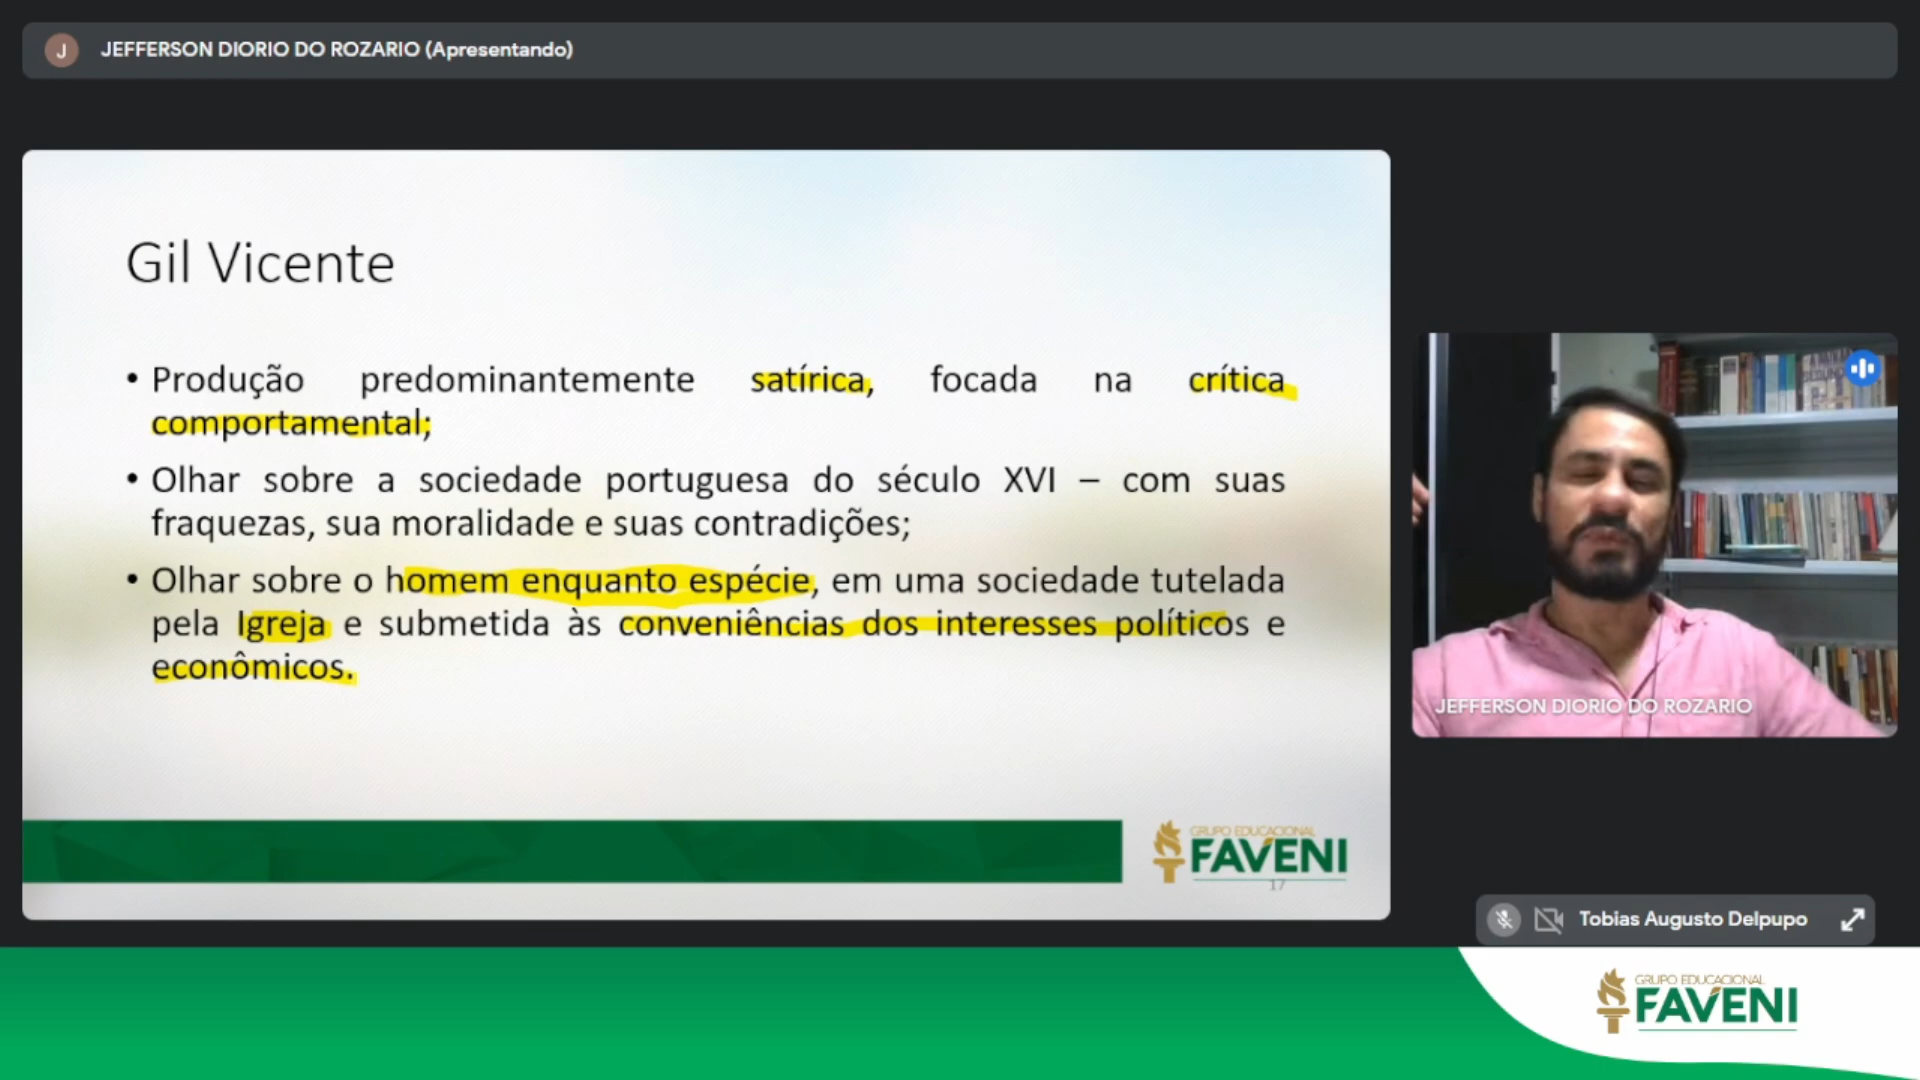 J
JEFFERSON DIORIO DO ROZARIO (Apresentando)
Gil Vicente
• Produção predominantemente satírica, focada na crítica
comportamental;
• Olhar sobre a sociedade portuguesa do século XVI – com suas
fraquezas, sua moralidade e suas contradições;
• Olhar sobre o homem enquanto espécie, em uma sociedade tutelada
pela Igreja e submetida às conveniências dos interesses políticos e
econômicos.
GRUPO EDUCACIONAL
FAVENI
17
JEFFERSON DIORIO DO ROZARIO
Tobias Augusto Delpupo
GRUPO EDUCACIONAL
FAVENI